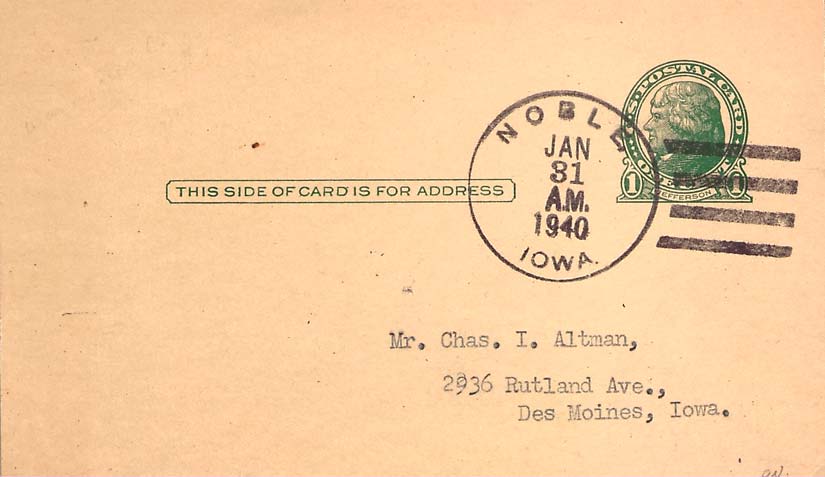 U.S. POSTAL CARD
1 1
JEFFERSON
NOBLE
JAN
31
A.M.
1940
IOWA.
THIS SIDE OF CARD IS FOR ADDRESS
Mr. Chas. I. Altman,
2936 Rutland Ave.,
Des Moines, Iowa.